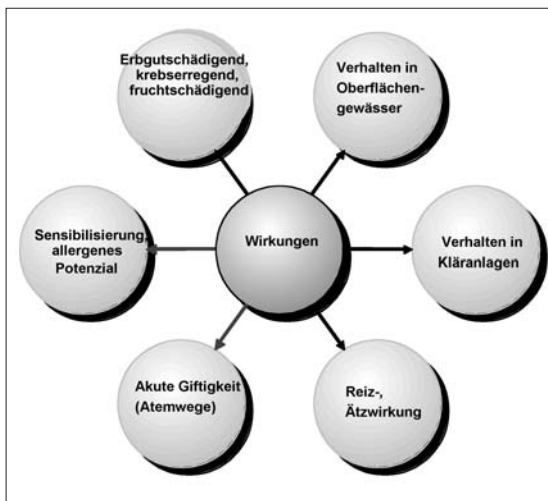 Erbgutschädigend,
krebserregend,
fruchtschädigend
Verhalten in
Oberflächen-
gewässer
Sensibilisierung,
allergenes
Potenzial
Wirkungen
Verhalten in
Kläranlagen
Akute Giftigkeit
(Atemwege)
Reiz-,
Ätzwirkung